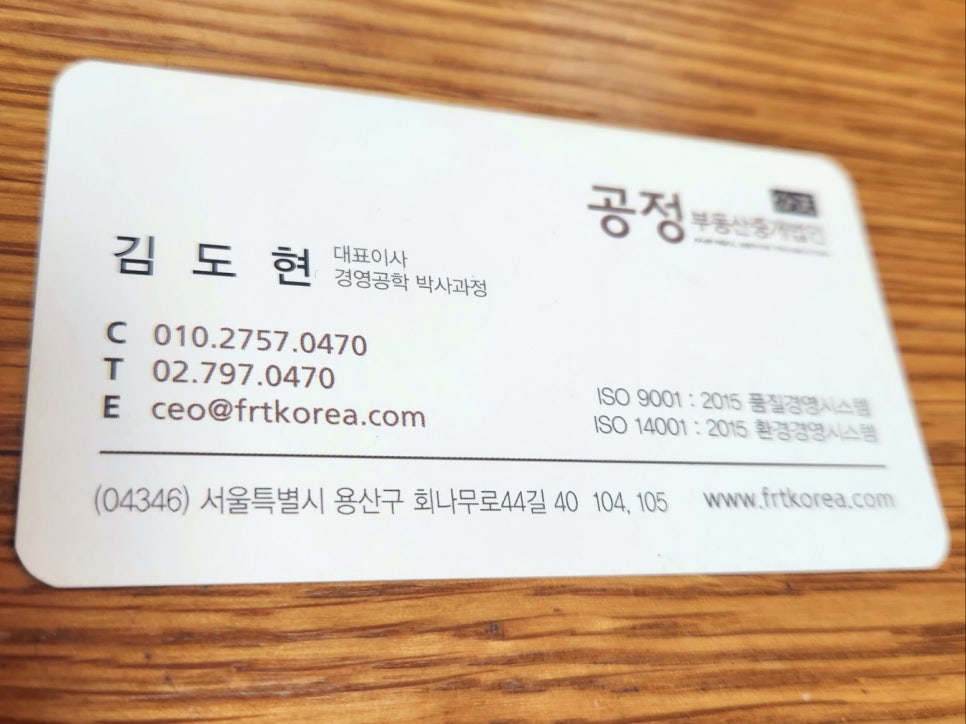 공정 부동산중개법인
김 도 현 대표이사
경영공학 박사과정
C 010.2757.0470
T 02.797.0470
E ceo@frtkorea.com
ISO 9001 : 2015 품질경영시스템
ISO 14001 : 2015 환경경영시스템
(04346) 서울특별시 용산구 회나무로44길 40 104, 105 www.frtkorea.com